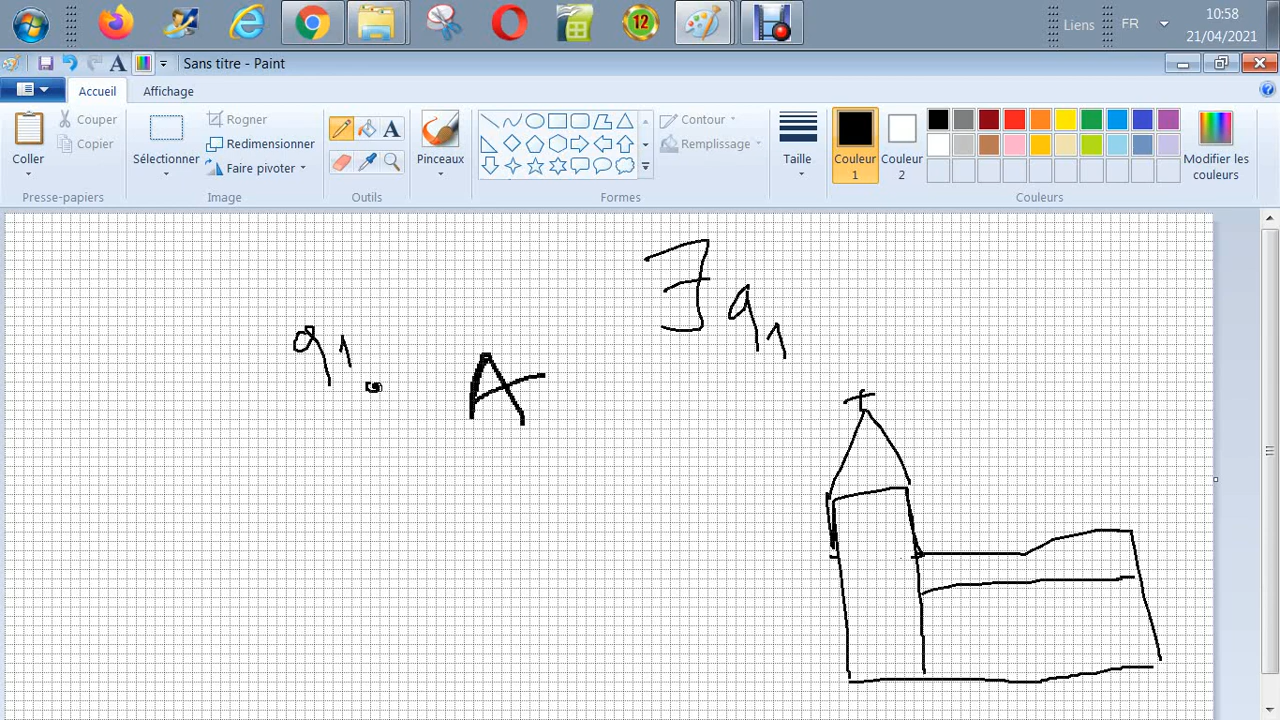 12
Liens
FR
10:58
21/04/2021
Sans titre - Paint
Accueil
Affichage
Coller
Couper
Copier
Presse-papiers
Sélectionner
Rogner
Redimensionner
Faire pivoter
Image
A
Outils
Pinceaux
Contour
Remplissage
Formes
Taille
Couleur 1
Couleur 2
Modifier les couleurs
Couleurs
A